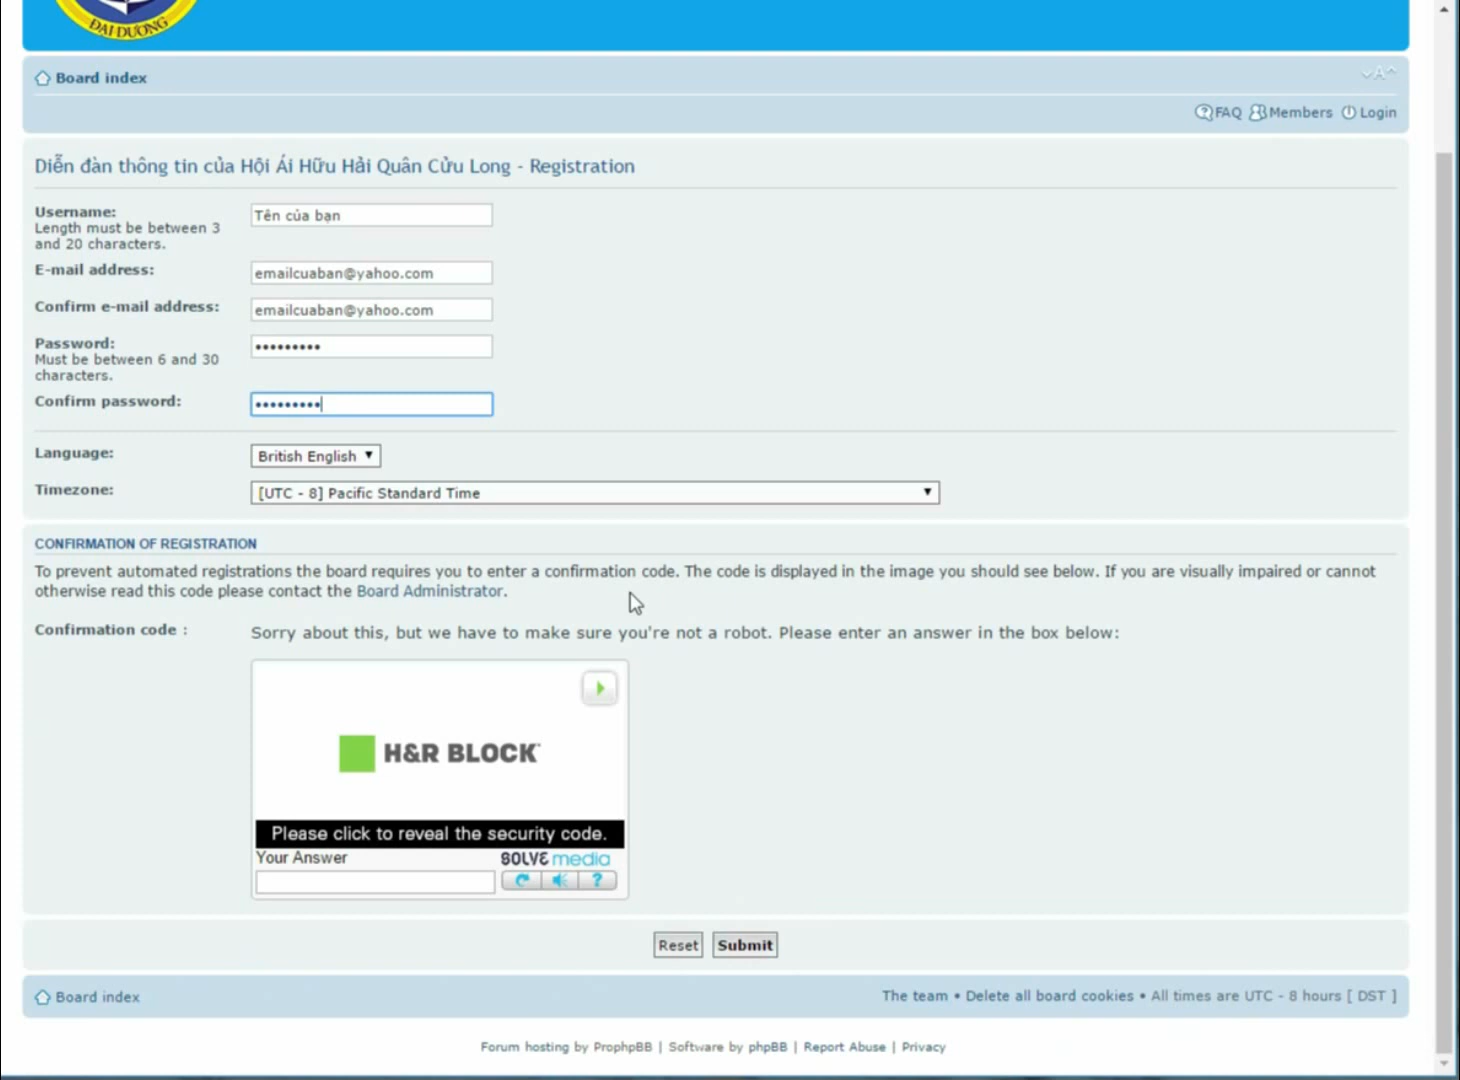 ĐẠI DƯƠNG
Board index
FAQ Members Login
Diễn đàn thông tin của Hội Ái Hữu Hải Quân Cửu Long - Registration
Username:
Length must be between 3
and 20 characters.
Tên của bạn
E-mail address:
emailcuaban@yahoo.com
Confirm e-mail address:
emailcuaban@yahoo.com
Password:
Must be between 6 and 30
characters.
•••••••••
Confirm password:
•••••••••
Language:
British English
Timezone:
[UTC - 8] Pacific Standard Time
CONFIRMATION OF REGISTRATION
To prevent automated registrations the board requires you to enter a confirmation code. The code is displayed in the image you should see below. If you are visually impaired or cannot
otherwise read this code please contact the Board Administrator.
Confirmation code :
Sorry about this, but we have to make sure you're not a robot. Please enter an answer in the box below:
H&R BLOCK
Please click to reveal the security code.
Your Answer
SOLVE media
?
Reset Submit
Board index
The team • Delete all board cookies • All times are UTC - 8 hours [ DST ]
Forum hosting by ProphpBB | Software by phpBB | Report Abuse | Privacy